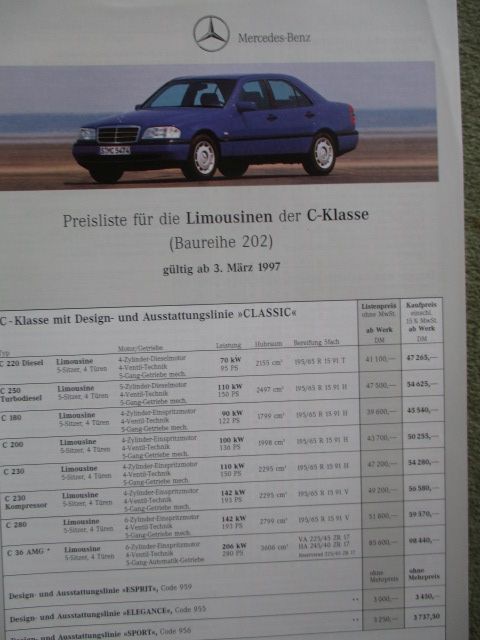 Mercedes-Benz
S·MC 5474
Preisliste für die Limousinen der C-Klasse
(Baureihe 202)
gültig ab 3. März 1997
C-Klasse mit Design- und Ausstattungslinie »CLASSIC«
Listenpreis ohne MwSt. ab Werk DM
Kaufpreis einschl. 15 % MwSt. ab Werk DM
Typ Motor/Getriebe Leistung Hubraum Bereifung 5fach
C 220 Diesel Limousine 4-Zylinder-Dieselmotor 70 kW 2155 cm³ 195/65 R 15 91 T 41 100,— 47 265,—
5-Sitzer, 4 Türen 4-Ventil-Technik 95 PS
5-Gang-Getriebe mech.
C 250 Limousine 5-Zylinder-Dieselmotor 110 kW 2497 cm³ 195/65 R 15 91 H 47 500,— 54 625,—
Turbodiesel 5-Sitzer, 4 Türen 4-Ventil-Technik 150 PS
5-Gang-Getriebe mech.
C 180 Limousine 4-Zylinder-Einspritzmotor 90 kW 1799 cm³ 195/65 R 15 91 H 39 600,— 45 540,—
5-Sitzer, 4 Türen 4-Ventil-Technik 122 PS
5-Gang-Getriebe mech.
C 200 Limousine 4-Zylinder-Einspritzmotor 100 kW 1998 cm³ 195/65 R 15 91 H 43 700,— 50 255,—
5-Sitzer, 4 Türen 4-Ventil-Technik 136 PS
5-Gang-Getriebe mech.
C 230 Limousine 4-Zylinder-Einspritzmotor 110 kW 2295 cm³ 195/65 R 15 91 H 47 200,— 54 280,—
5-Sitzer, 4 Türen 4-Ventil-Technik 150 PS
5-Gang-Getriebe mech.
C 230 Limousine 4-Zylinder-Einspritzmotor 142 kW 2295 cm³ 195/65 R 15 91 V 49 200,— 56 580,—
Kompressor 5-Sitzer, 4 Türen 4-Ventil-Technik 193 PS
5-Gang-Getriebe mech.
C 280 Limousine 6-Zylinder-Einspritzmotor 142 kW 2799 cm³ 195/65 R 15 91 V 51 800,— 59 570,—
5-Sitzer, 4 Türen 4-Ventil-Technik 193 PS
5-Gang-Getriebe mech.
C 36 AMG * Limousine 6-Zylinder-Einspritzmotor 206 kW 3606 cm³ VA 225/45 ZR 17 85 600,— 98 440,—
5-Sitzer, 4 Türen 4-Ventil-Technik 280 PS HA 245/40 ZR 17
5-Gang-Automatik-Getriebe Reserverad 225/45 ZR 17
Design- und Ausstattungslinie »ESPRIT«, Code 959 ohne Mehrpreis ohne Mehrpreis
Design- und Ausstattungslinie »ELEGANCE«, Code 955 '' 3 000,— 3 450,—
Design- und Ausstattungslinie »SPORT«, Code 956 '' 3 250,— 3 737,50